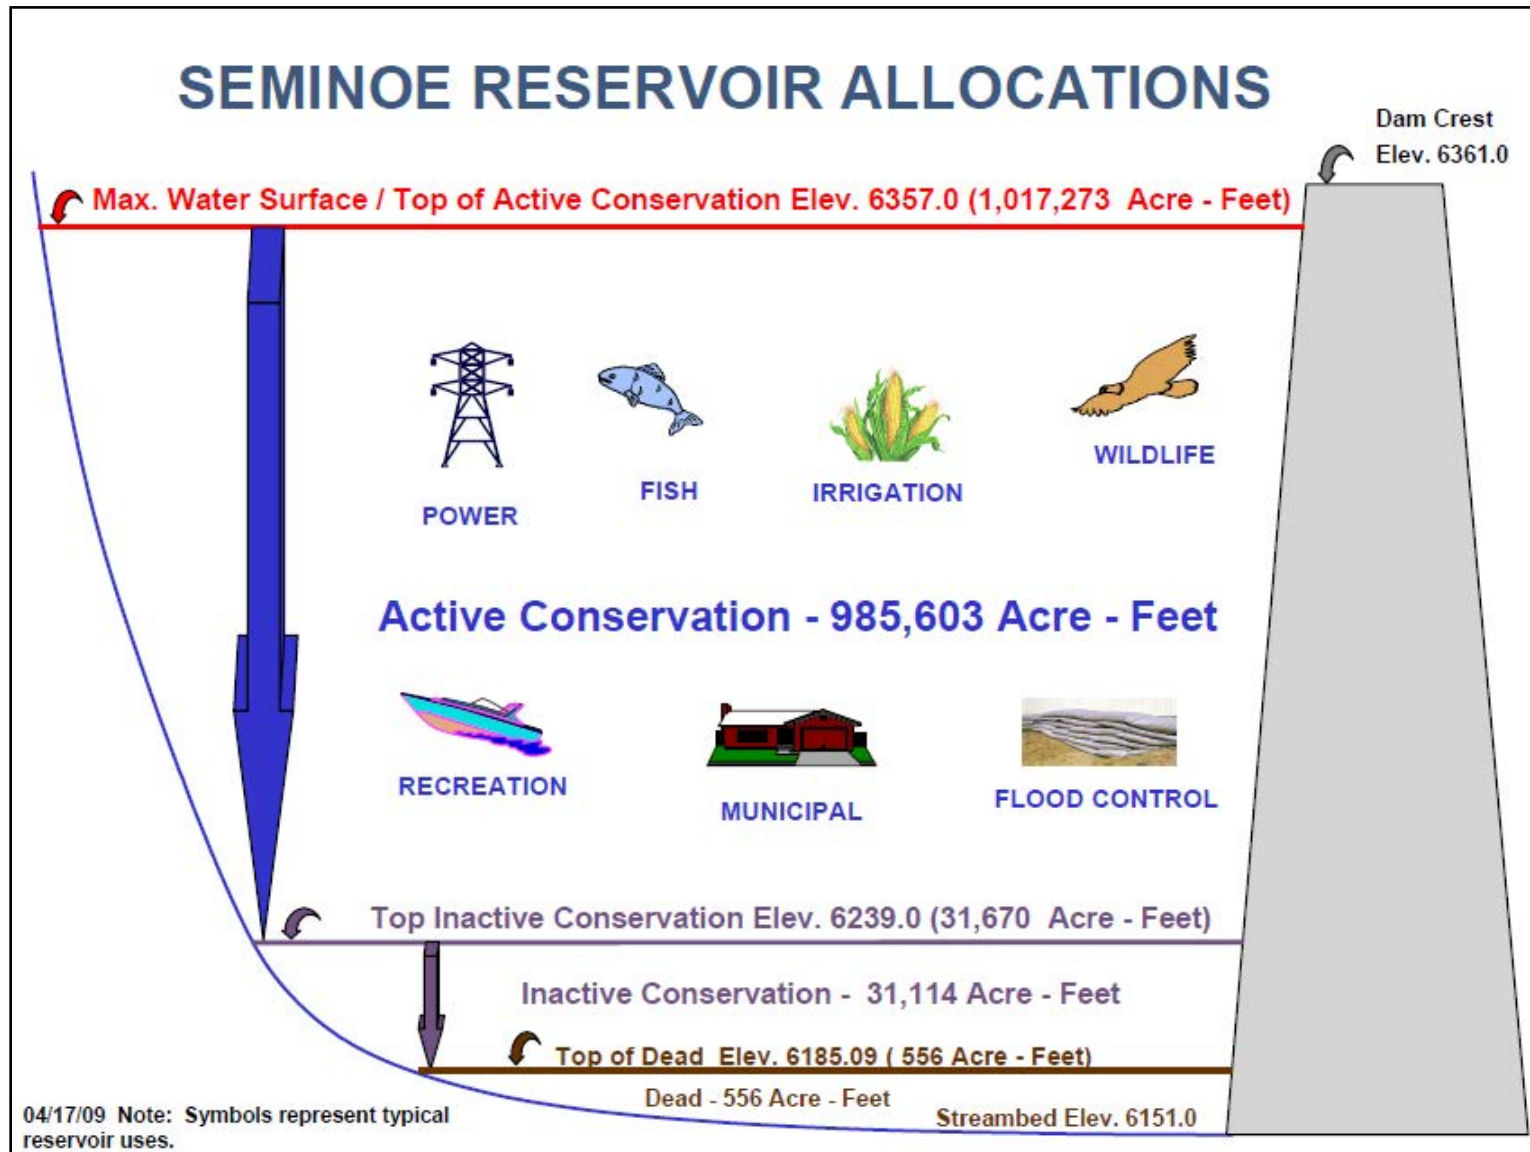 SEMINOE RESERVOIR ALLOCATIONS
Dam Crest
Elev. 6361.0
Max. Water Surface / Top of Active Conservation Elev. 6357.0 (1,017,273 Acre - Feet)
POWER
FISH
IRRIGATION
WILDLIFE
Active Conservation - 985,603 Acre - Feet
RECREATION
MUNICIPAL
FLOOD CONTROL
Top Inactive Conservation Elev. 6239.0 (31,670 Acre - Feet)
Inactive Conservation - 31,114 Acre - Feet
Top of Dead Elev. 6185.09 ( 556 Acre - Feet)
Dead - 556 Acre - Feet
Streambed Elev. 6151.0
04/17/09 Note: Symbols represent typical
reservoir uses.